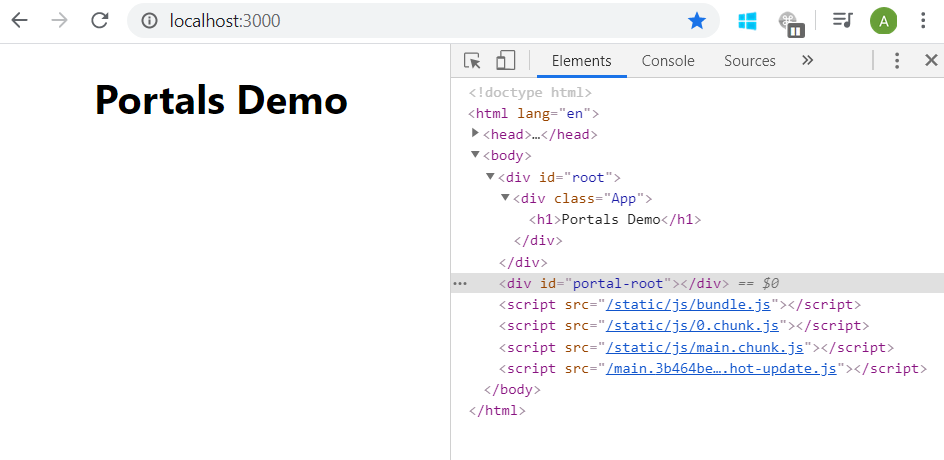 localhost:3000
A
Portals Demo
Elements Console Sources »
<!doctype html>
<html lang="en">
<head>…</head>
<body>
<div id="root">
<div class="App">
<h1>Portals Demo</h1>
</div>
</div>
… <div id="portal-root"></div> == $0
<script src="/static/js/bundle.js"></script>
<script src="/static/js/0.chunk.js"></script>
<script src="/static/js/main.chunk.js"></script>
<script src="/main.3b464be….hot-update.js"></script>
</body>
</html>